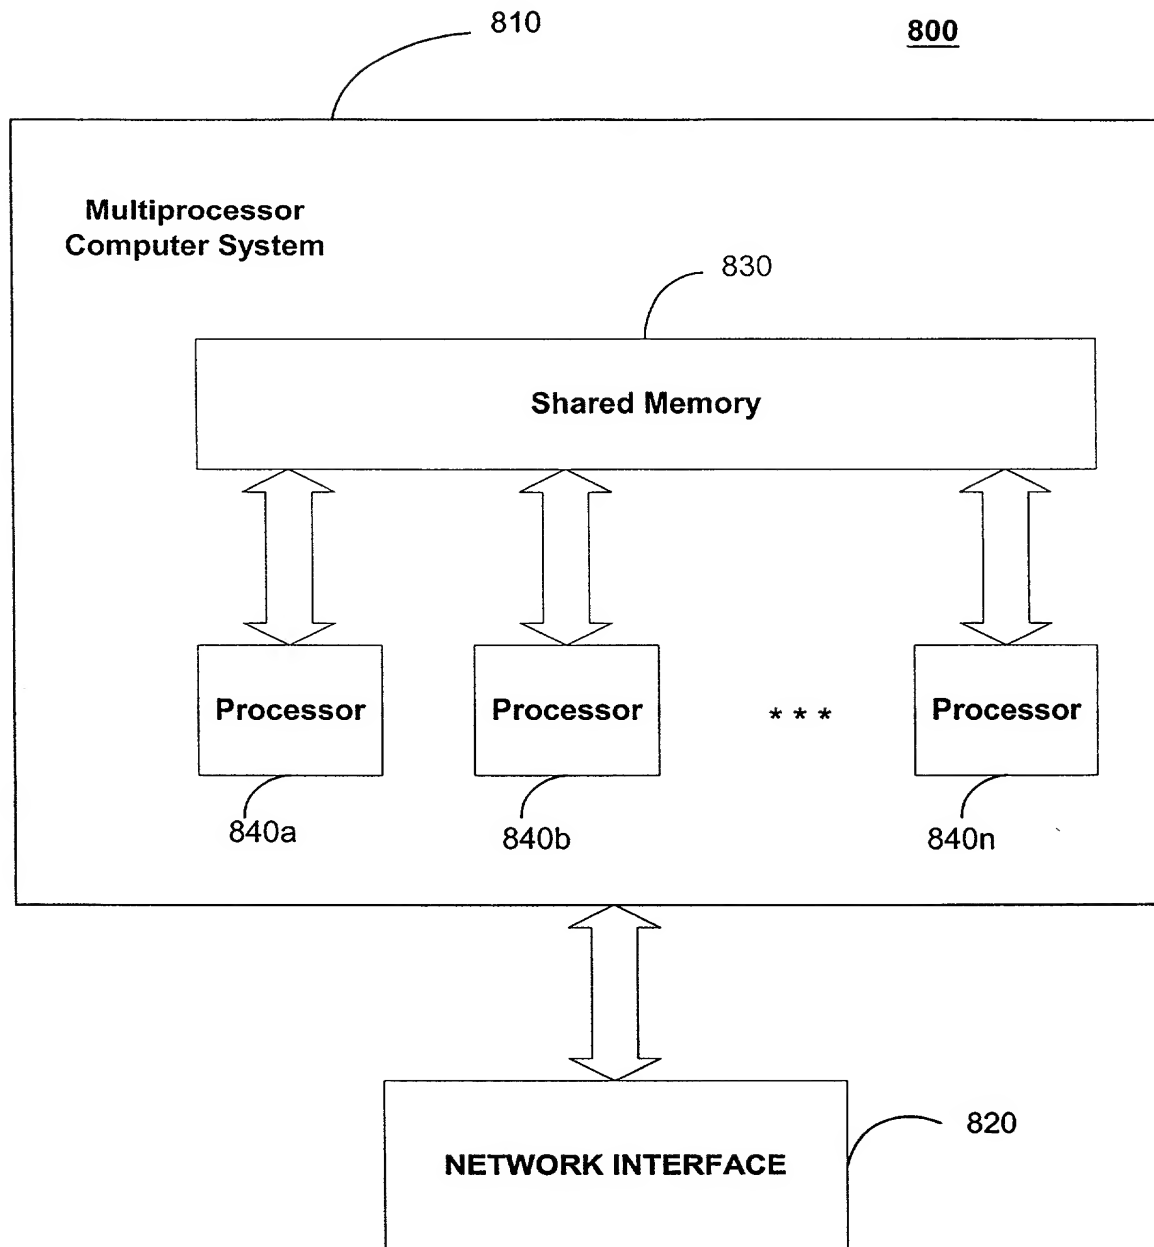 810
800
Multiprocessor
Computer System
830
Shared Memory
Processor
Processor
* * *
Processor
840a
840b
840n
820
NETWORK INTERFACE